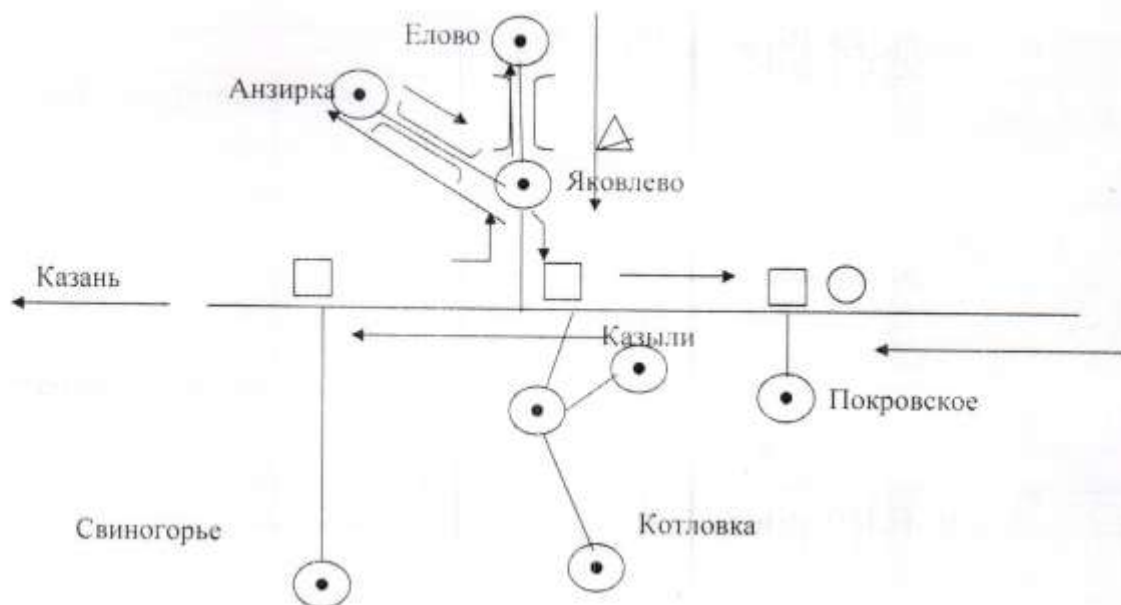 Елово
Анзирка
Яковлево
Казань
Казыли
Покровское
Свиногорье
Котловка